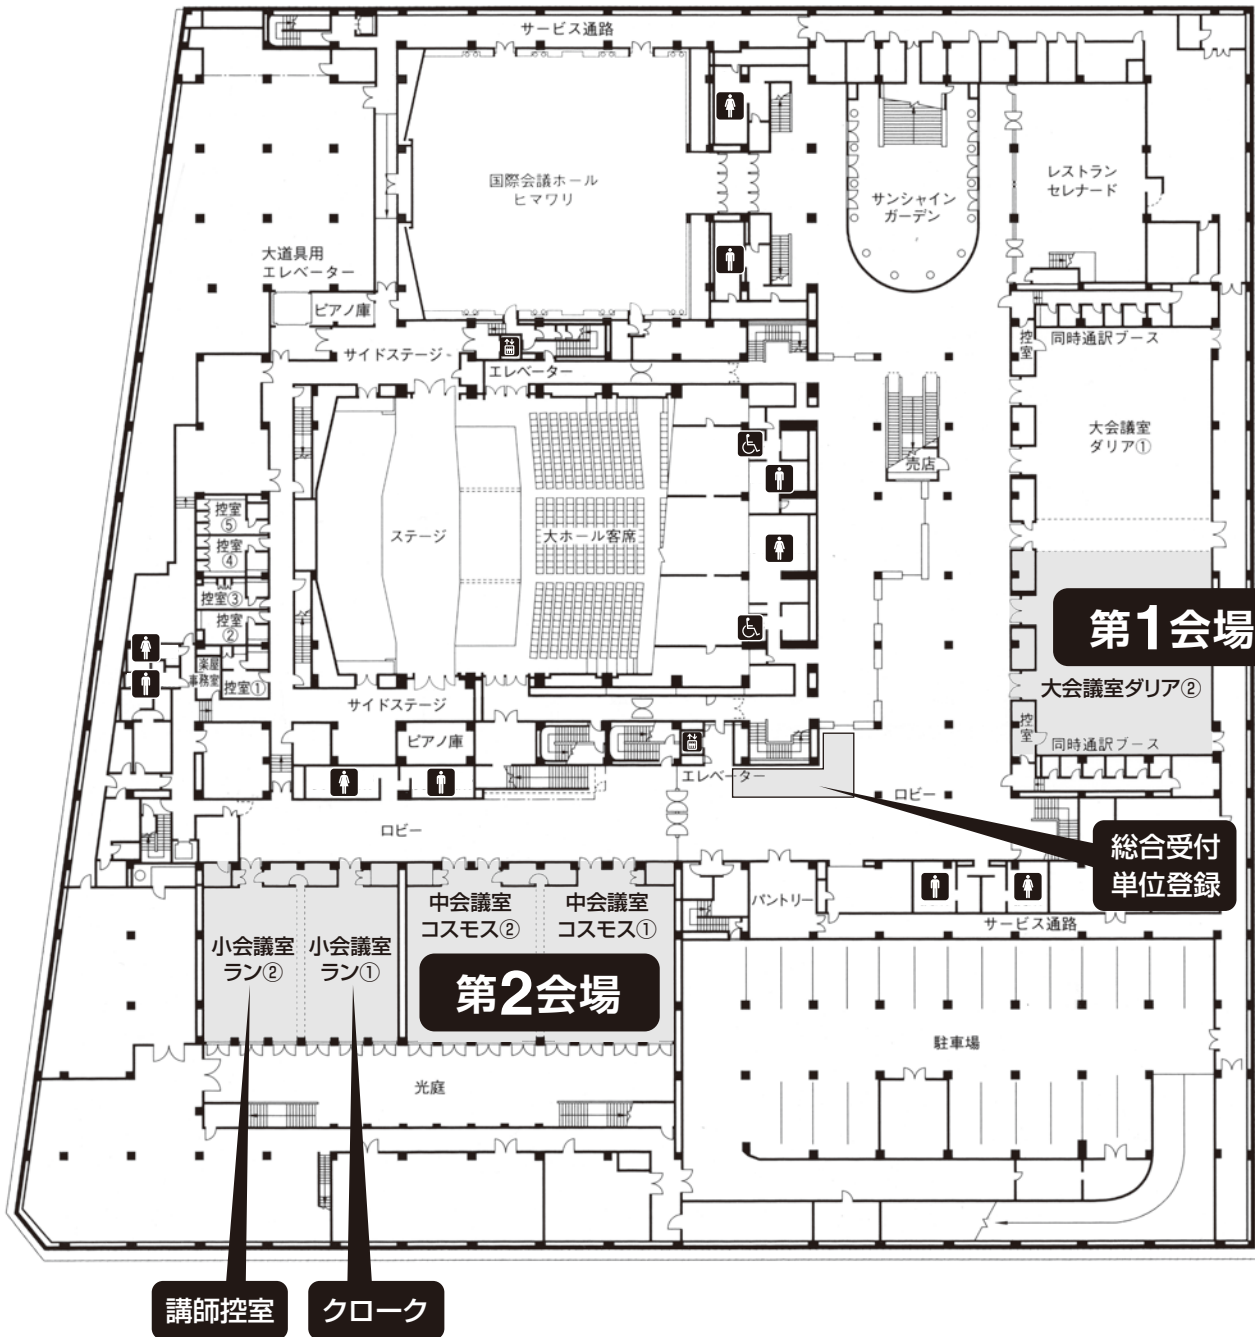 サービス通路
国際会議ホール
ヒマワリ
サンシャイン
ガーデン
レストラン
セレナード
大道具用
エレベーター
ピアノ庫
サイドステージ
エレベーター
控室
同時通訳ブース
大会議室
ダリア①
売店
ステージ
大ホール客席
控室
⑤
控室
④
控室③
控室
②
楽屋
事務室
控室①
第1会場
大会議室ダリア②
サイドステージ
ピアノ庫
控室
同時通訳ブース
エレベーター
ロビー
ロビー
総合受付
単位登録
パントリー
サービス通路
小会議室
ラン②
小会議室
ラン①
中会議室
コスモス②
中会議室
コスモス①
第2会場
駐車場
光庭
講師控室
クローク